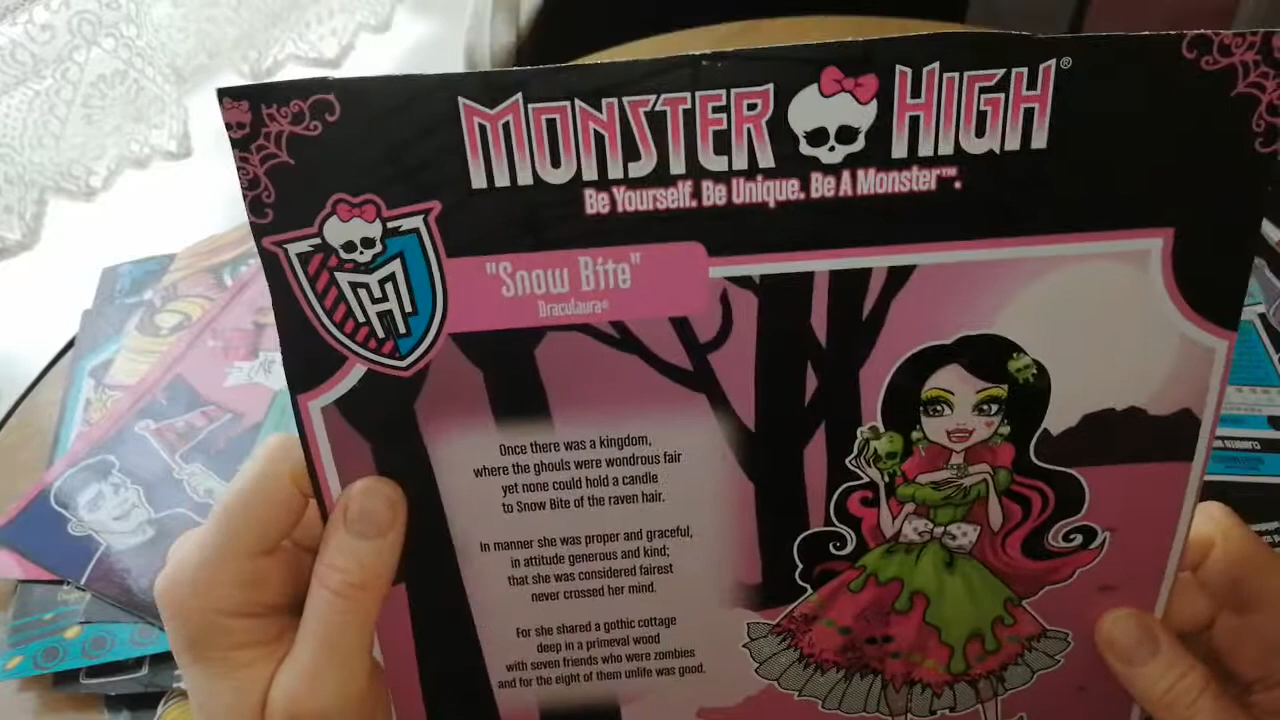 MONSTER HIGH®
Be Yourself. Be Unique. Be A Monster™.
MH
"Snow Bite"
Draculaura®
Once there was a kingdom,
where the ghouls were wondrous fair
yet none could hold a candle
to Snow Bite of the raven hair.
In manner she was proper and graceful,
in attitude generous and kind;
that she was considered fairest
never crossed her mind.
For she shared a gothic cottage
deep in a primeval wood
with seven friends who were zombies
and for the eight of them unlife was good.